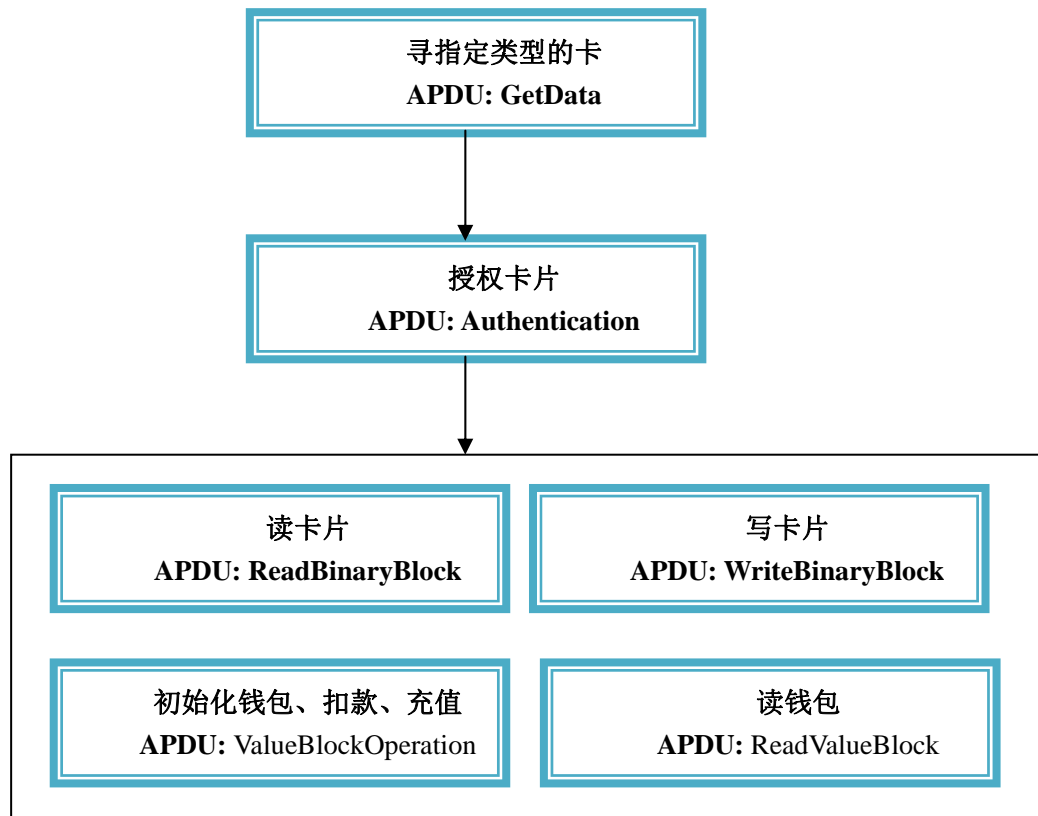 寻指定类型的卡
APDU: GetData
授权卡片
APDU: Authentication
读卡片
APDU: ReadBinaryBlock
写卡片
APDU: WriteBinaryBlock
初始化钱包、扣款、充值
APDU: ValueBlockOperation
读钱包
APDU: ReadValueBlock